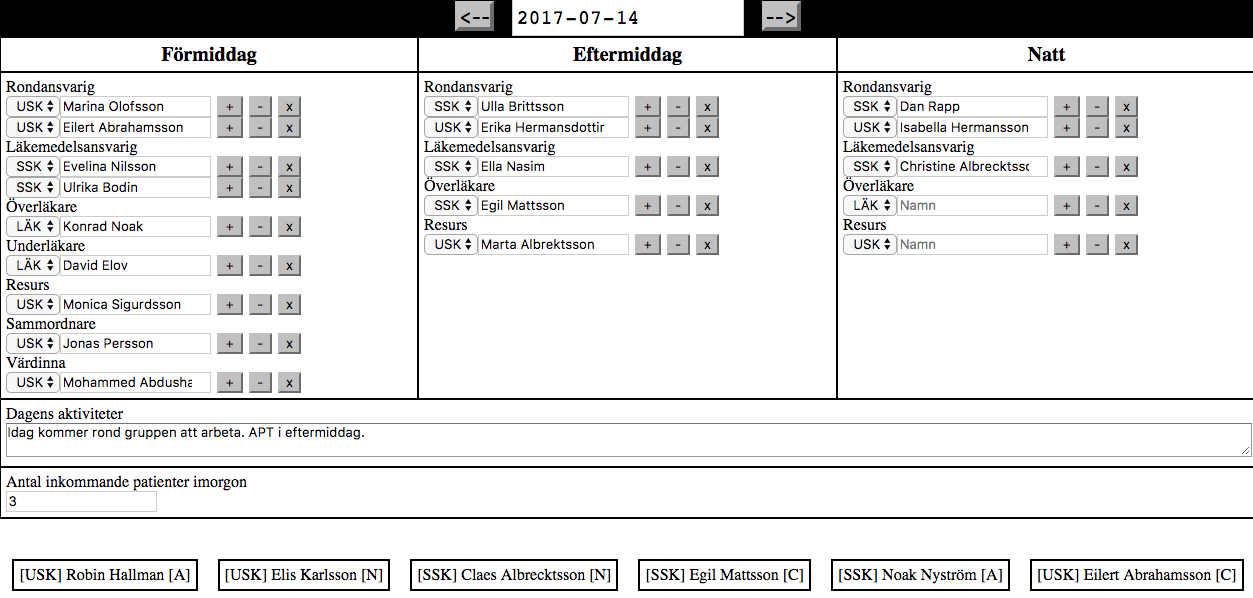 <-- 2017-07-14 -->
Förmiddag
Rondansvarig
USK Marina Olofsson + - x
USK Eilert Abrahamsson + - x
Läkemedelsansvarig
SSK Evelina Nilsson + - x
SSK Ulrika Bodin + - x
Överläkare
LÄK Konrad Noak + - x
Underläkare
LÄK David Elov + - x
Resurs
USK Monica Sigurdsson + - x
Sammordnare
USK Jonas Persson + - x
Värdinna
USK Mohammed Abdusha + - x
Eftermiddag
Rondansvarig
SSK Ulla Brittsson + - x
USK Erika Hermansdottir + - x
Läkemedelsansvarig
SSK Ella Nasim + - x
Överläkare
SSK Egil Mattsson + - x
Resurs
USK Marta Albrektsson + - x
Natt
Rondansvarig
SSK Dan Rapp + - x
USK Isabella Hermansson + - x
Läkemedelsansvarig
SSK Christine Albrecktsso + - x
Överläkare
LÄK Namn + - x
Resurs
USK Namn + - x
Dagens aktiviteter
Idag kommer rond gruppen att arbeta. APT i eftermiddag.
Antal inkommande patienter imorgon
3
[USK] Robin Hallman [A] [USK] Elis Karlsson [N] [SSK] Claes Albrecktsson [N] [SSK] Egil Mattsson [C] [SSK] Noak Nyström [A] [USK] Eilert Abrahamsson [C]